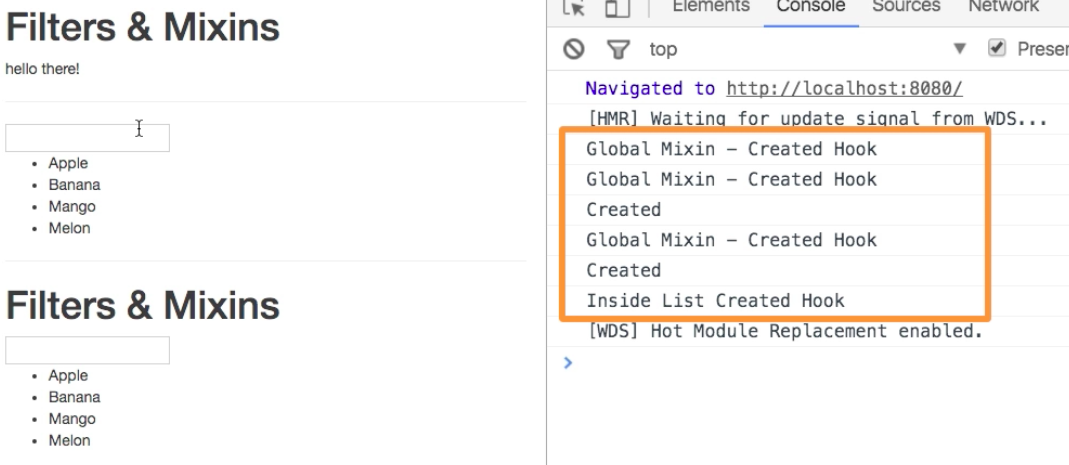 Filters & Mixins
hello there!
Apple
Banana
Mango
Melon
Filters & Mixins
Apple
Banana
Mango
Melon
Elements Console Sources Network
top Preser
Navigated to http://localhost:8080/
[HMR] Waiting for update signal from WDS...
Global Mixin – Created Hook
Global Mixin – Created Hook
Created
Global Mixin – Created Hook
Created
Inside List Created Hook
[WDS] Hot Module Replacement enabled.